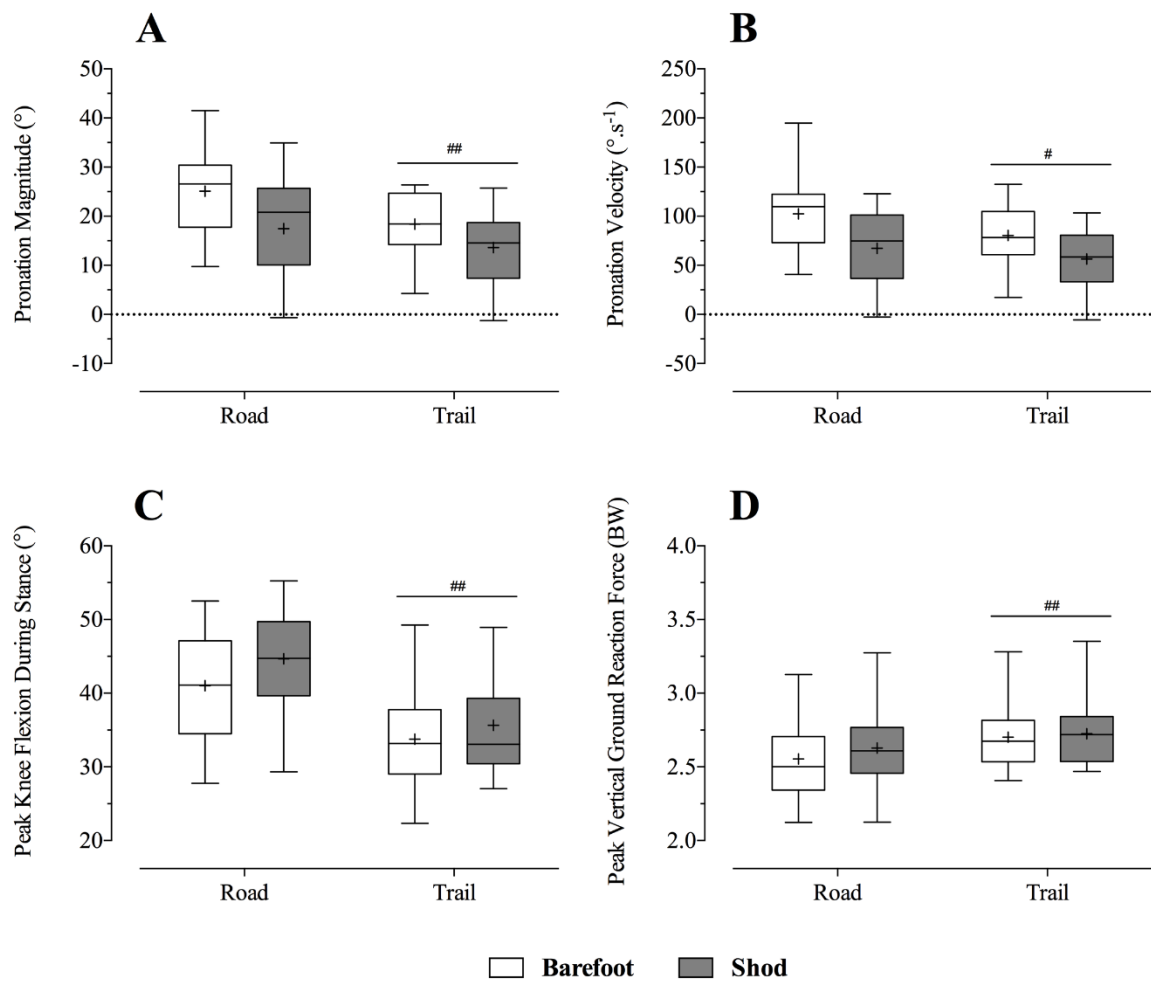 A
Pronation Magnitude (°)
50
40
30
20
10
0
-10
##
Road
Trail
B
Pronation Velocity (°.s⁻¹)
250
200
150
100
50
0
-50
#
Road
Trail
C
Peak Knee Flexion During Stance (°)
60
50
40
30
20
##
Road
Trail
D
Peak Vertical Ground Reaction Force (BW)
4.0
3.5
3.0
2.5
2.0
##
Road
Trail
Barefoot
Shod